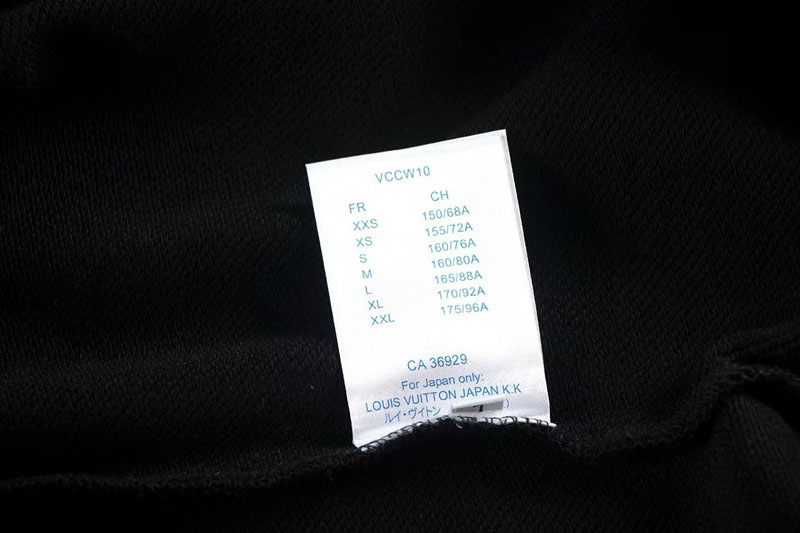 VCCW10
FR CH
XXS 150/68A
XS 155/72A
S 160/76A
M 160/80A
L 165/88A
XL 170/92A
XXL 175/96A
CA 36929
For Japan only:
LOUIS VUITTON JAPAN K.K
ルイ・ヴィトン